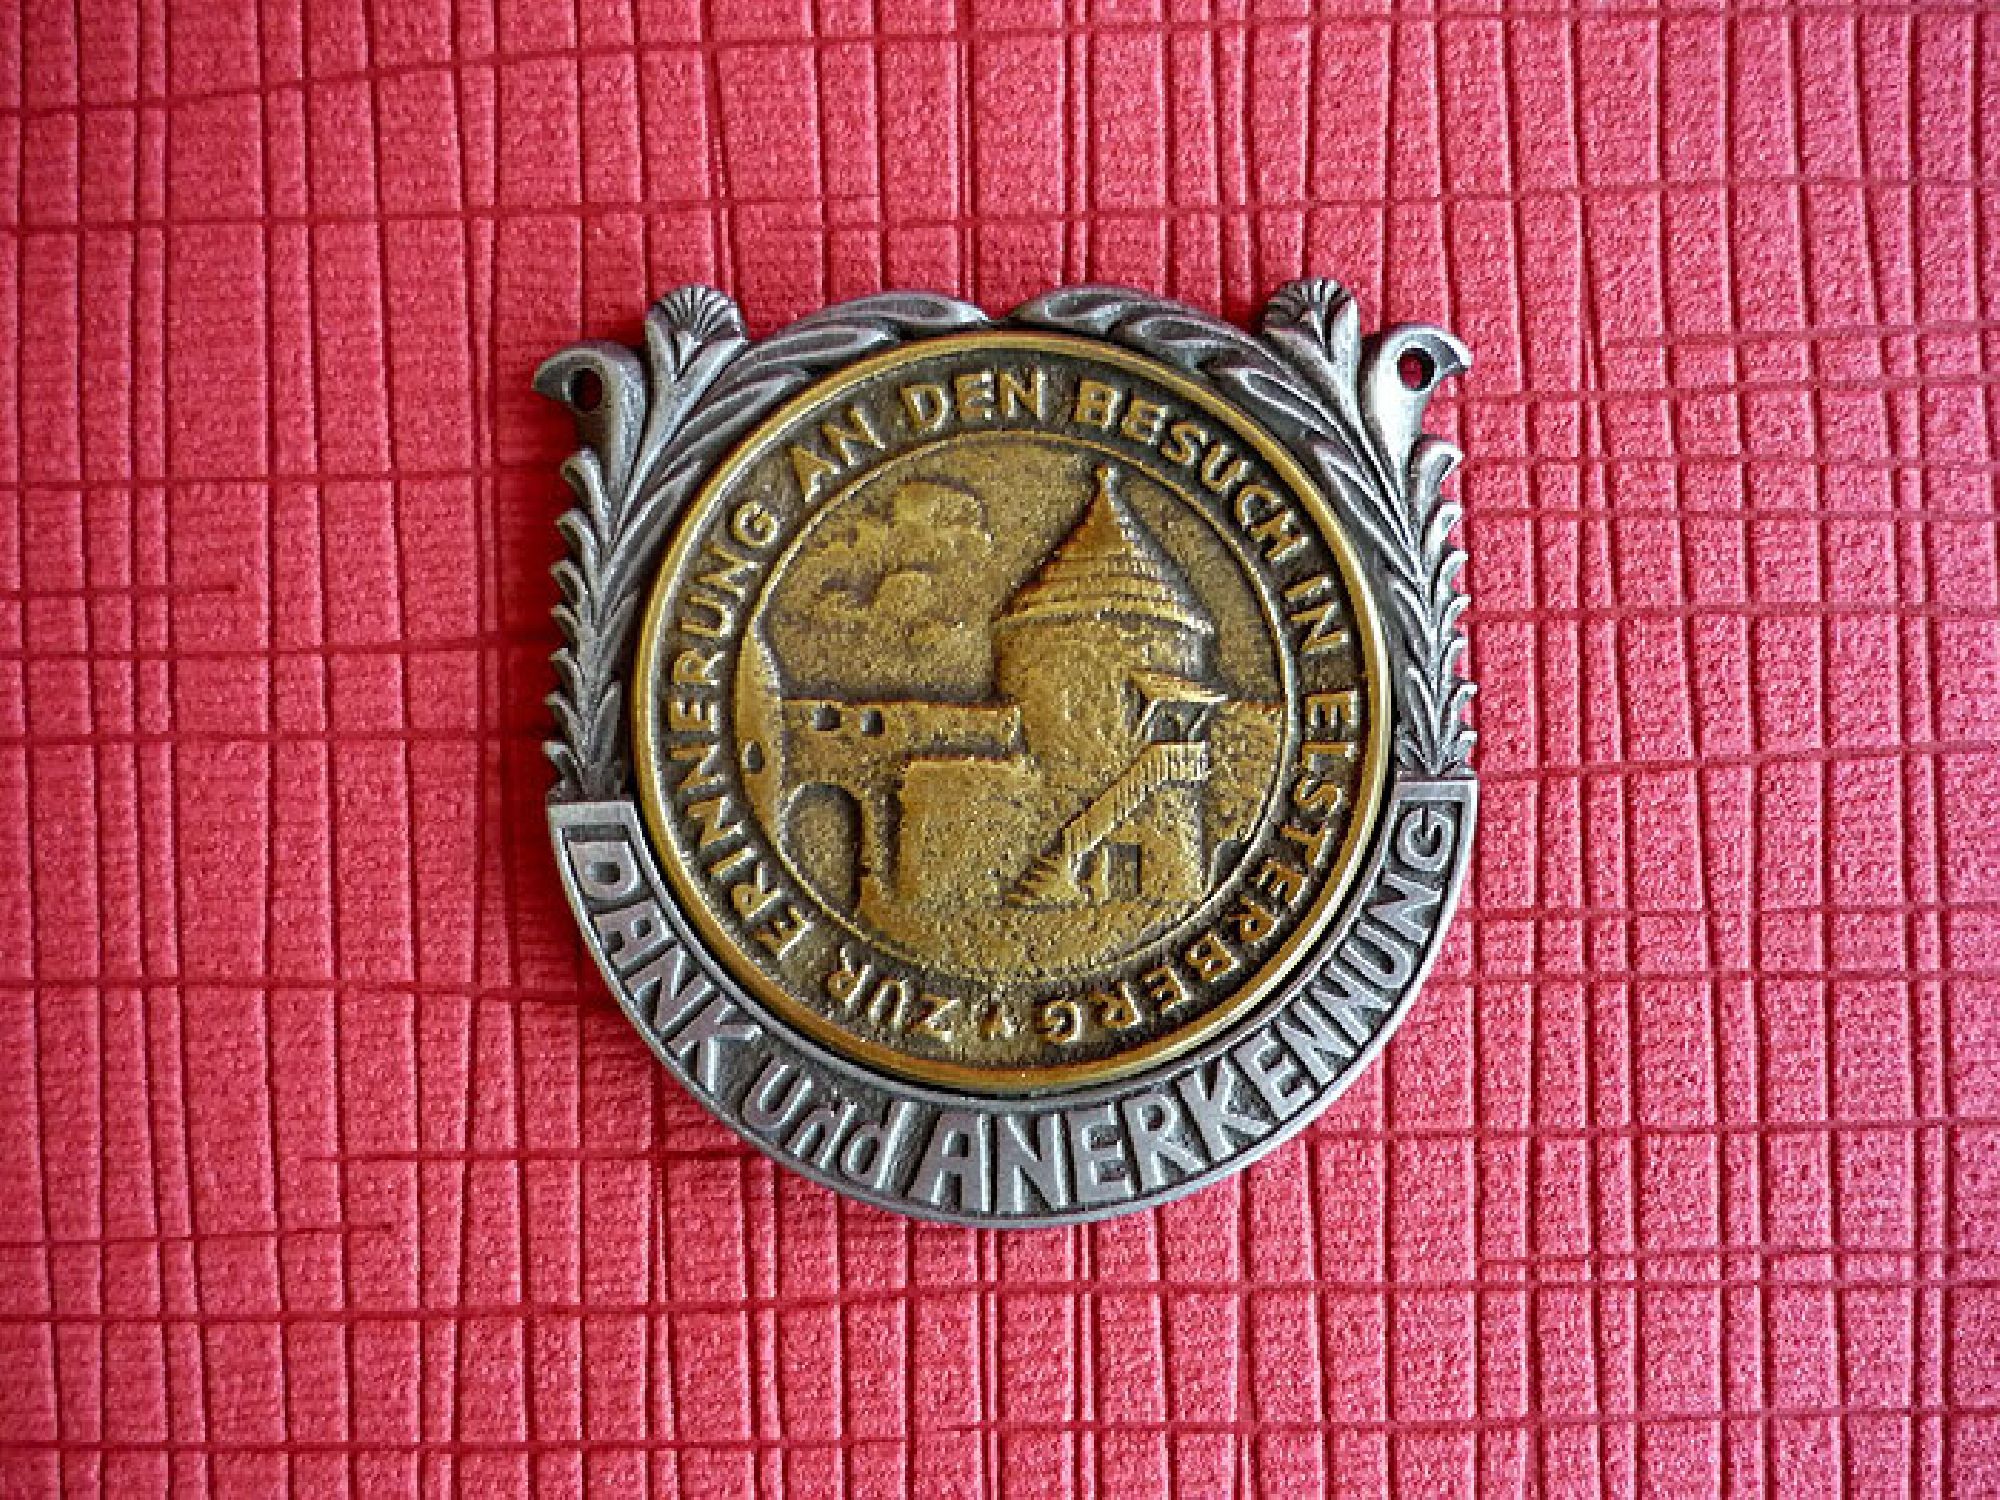 ZUR ERINNERUNG AN DEN BESUCH IN ELSTERBERG
DANK und ANERKENNUNG